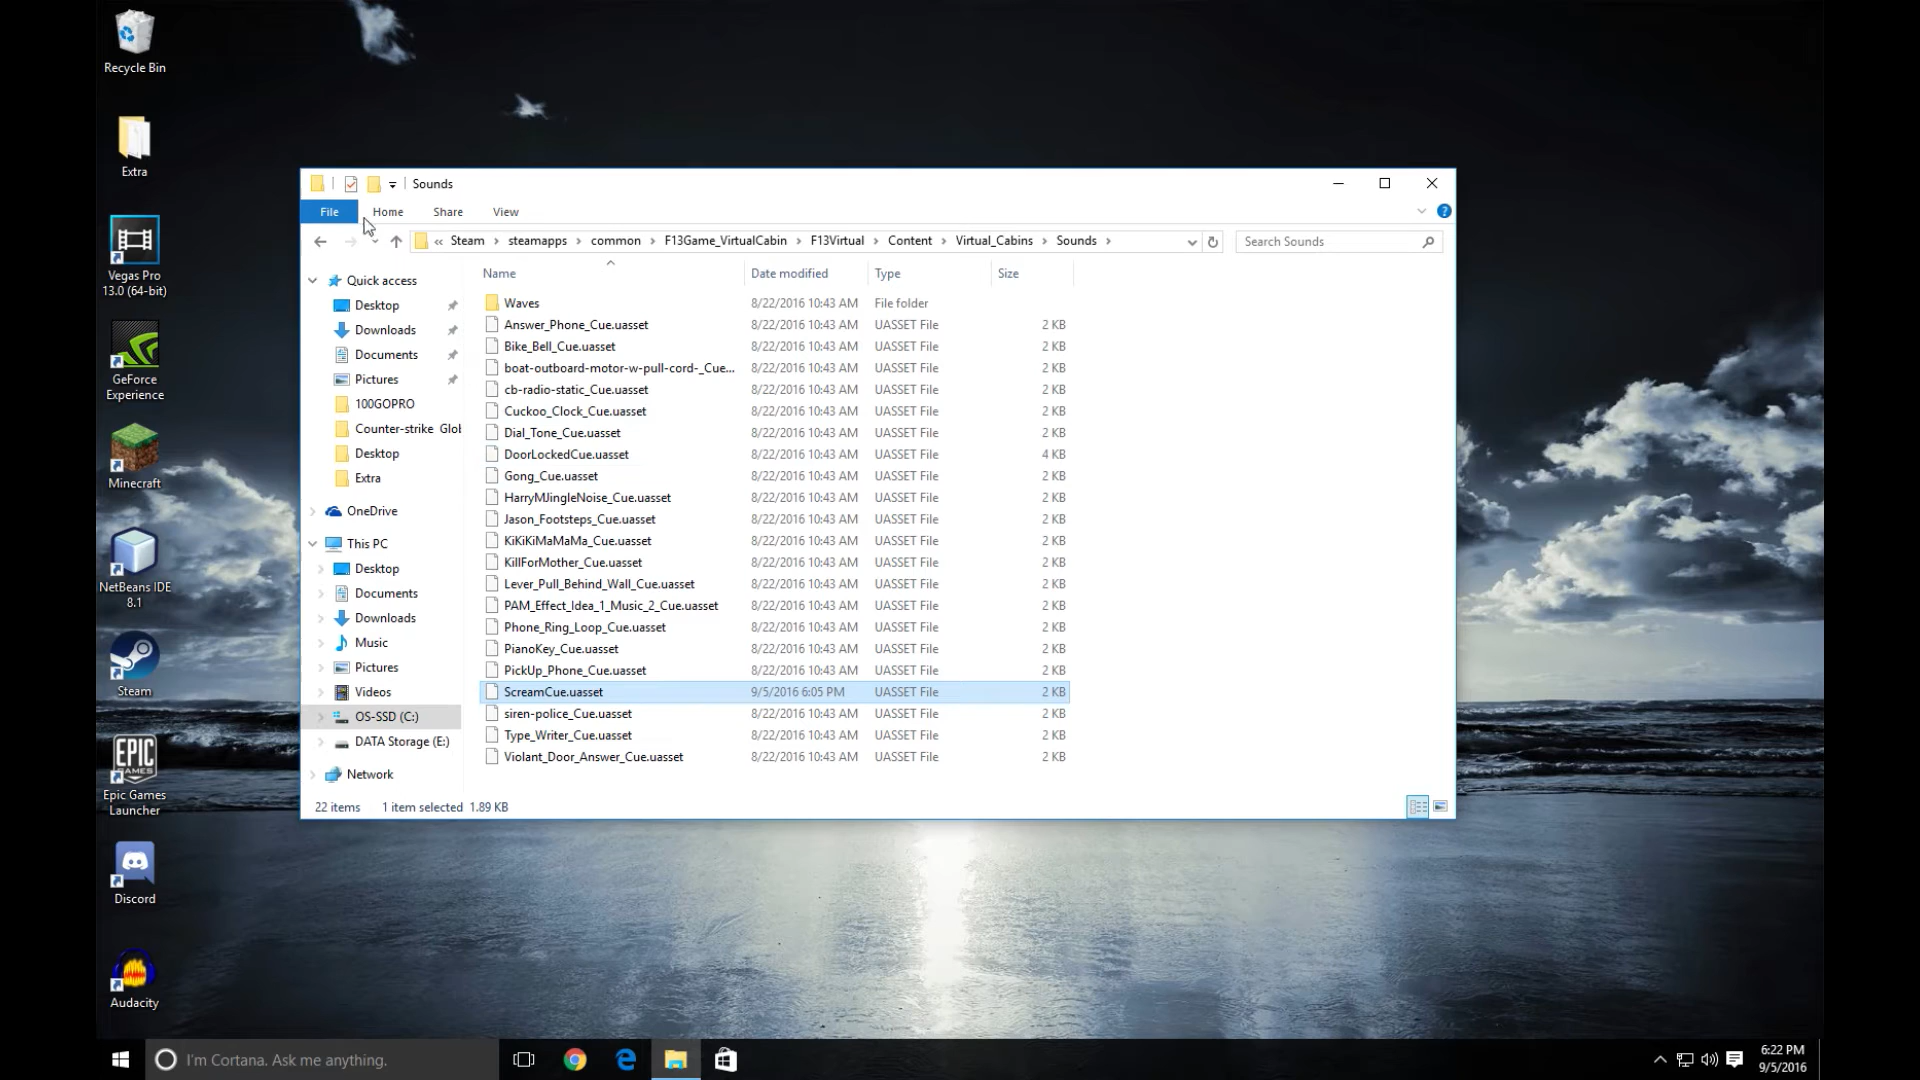 Recycle Bin
Extra
Vegas Pro
13.0 (64-bit)
GeForce
Experience
Minecraft
NetBeans IDE
8.1
Steam
EPIC
GAMES
Epic Games
Launcher
Discord
Audacity
Sounds
File Home Share View
« Steam › steamapps › common › F13Game_VirtualCabin › F13Virtual › Content › Virtual_Cabins › Sounds ›
Search Sounds
Quick access
Desktop
Downloads
Documents
Pictures
100GOPRO
Counter-strike Glob
Desktop
Extra
OneDrive
This PC
Desktop
Documents
Downloads
Music
Pictures
Videos
OS-SSD (C:)
DATA Storage (E:)
Network
Name Date modified Type Size
Waves 8/22/2016 10:43 AM File folder
Answer_Phone_Cue.uasset 8/22/2016 10:43 AM UASSET File 2 KB
Bike_Bell_Cue.uasset 8/22/2016 10:43 AM UASSET File 2 KB
boat-outboard-motor-w-pull-cord-_Cue... 8/22/2016 10:43 AM UASSET File 2 KB
cb-radio-static_Cue.uasset 8/22/2016 10:43 AM UASSET File 2 KB
Cuckoo_Clock_Cue.uasset 8/22/2016 10:43 AM UASSET File 2 KB
Dial_Tone_Cue.uasset 8/22/2016 10:43 AM UASSET File 2 KB
DoorLockedCue.uasset 8/22/2016 10:43 AM UASSET File 4 KB
Gong_Cue.uasset 8/22/2016 10:43 AM UASSET File 2 KB
HarryMJingleNoise_Cue.uasset 8/22/2016 10:43 AM UASSET File 2 KB
Jason_Footsteps_Cue.uasset 8/22/2016 10:43 AM UASSET File 2 KB
KiKiKiMaMaMa_Cue.uasset 8/22/2016 10:43 AM UASSET File 2 KB
KillForMother_Cue.uasset 8/22/2016 10:43 AM UASSET File 2 KB
Lever_Pull_Behind_Wall_Cue.uasset 8/22/2016 10:43 AM UASSET File 2 KB
PAM_Effect_Idea_1_Music_2_Cue.uasset 8/22/2016 10:43 AM UASSET File 2 KB
Phone_Ring_Loop_Cue.uasset 8/22/2016 10:43 AM UASSET File 2 KB
PianoKey_Cue.uasset 8/22/2016 10:43 AM UASSET File 2 KB
PickUp_Phone_Cue.uasset 8/22/2016 10:43 AM UASSET File 2 KB
ScreamCue.uasset 9/5/2016 6:05 PM UASSET File 2 KB
siren-police_Cue.uasset 8/22/2016 10:43 AM UASSET File 2 KB
Type_Writer_Cue.uasset 8/22/2016 10:43 AM UASSET File 2 KB
Violant_Door_Answer_Cue.uasset 8/22/2016 10:43 AM UASSET File 2 KB
22 items 1 item selected 1.89 KB
I'm Cortana. Ask me anything.
6:22 PM
9/5/2016